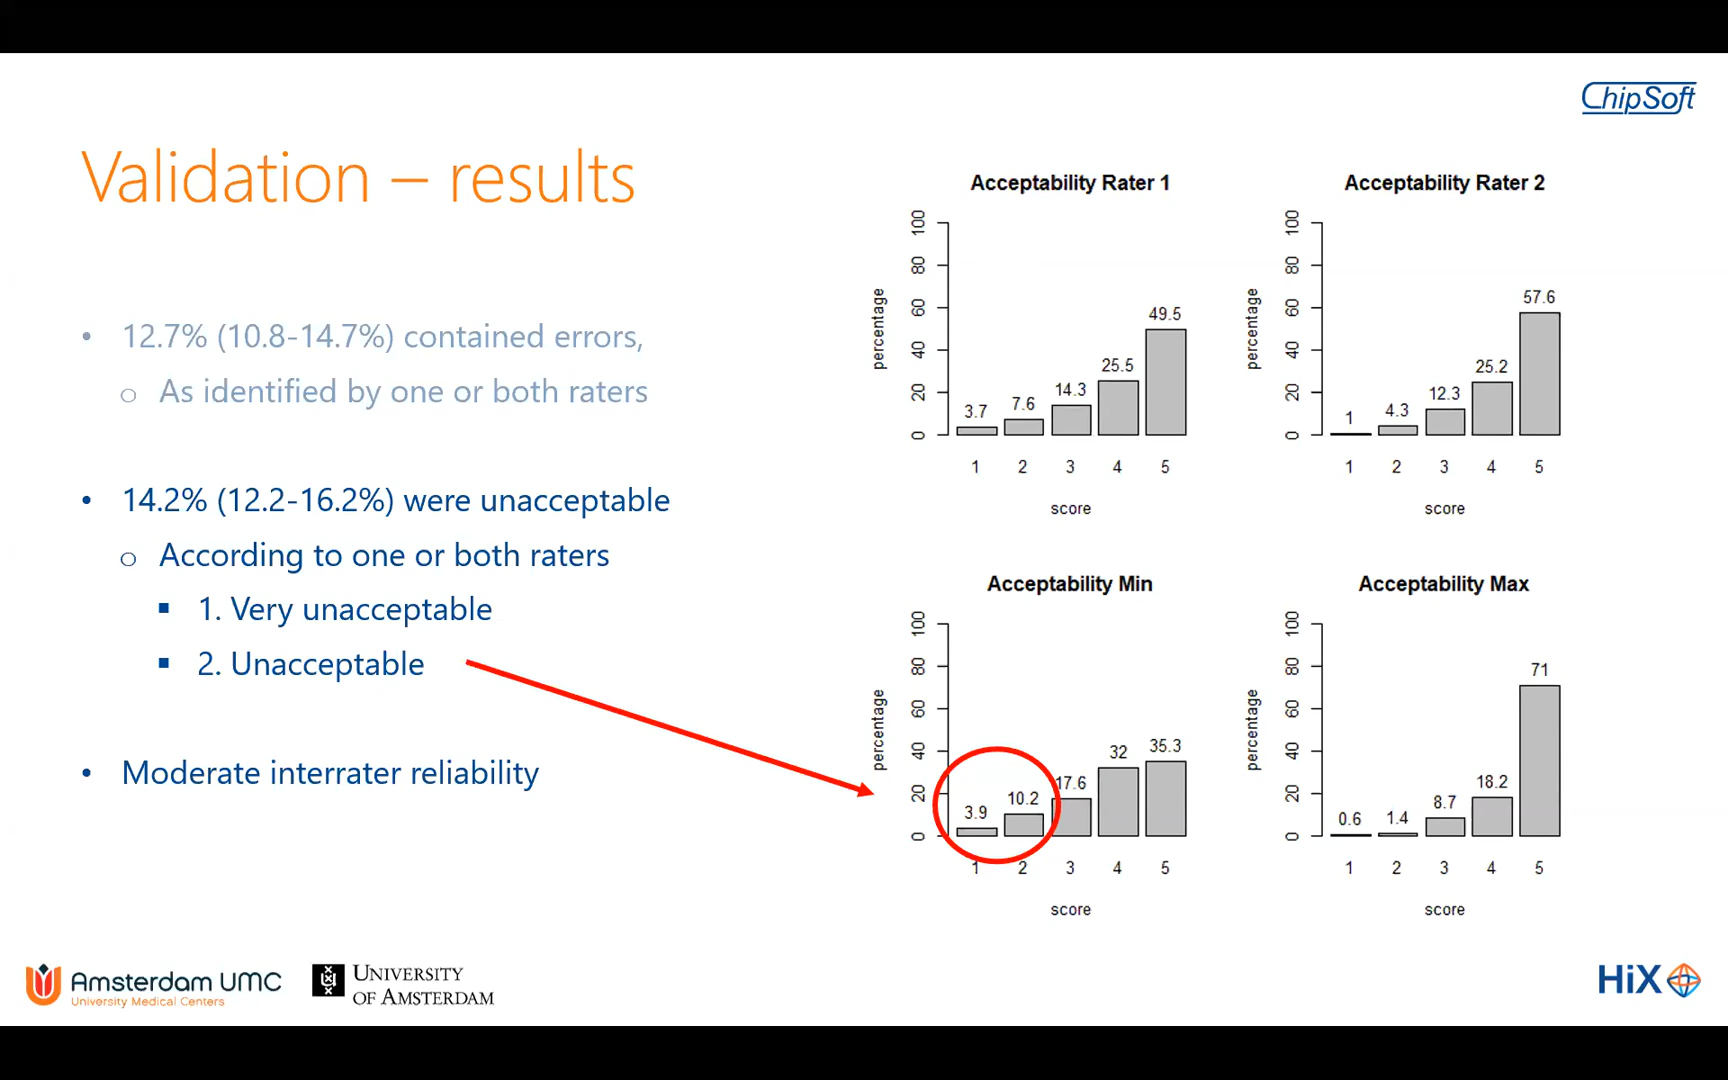 ChipSoft
Validation – results
• 12.7% (10.8-14.7%) contained errors,
o As identified by one or both raters
• 14.2% (12.2-16.2%) were unacceptable
o According to one or both raters
▪ 1. Very unacceptable
▪ 2. Unacceptable
• Moderate interrater reliability
Acceptability Rater 1
percentage
0 20 40 60 80 100
3.7 7.6 14.3 25.5 49.5
1 2 3 4 5
score
Acceptability Rater 2
percentage
0 20 40 60 80 100
1 4.3 12.3 25.2 57.6
1 2 3 4 5
score
Acceptability Min
percentage
0 20 40 60 80 100
3.9 10.2 17.6 32 35.3
1 2 3 4 5
score
Acceptability Max
percentage
0 20 40 60 80 100
0.6 1.4 8.7 18.2 71
1 2 3 4 5
score
Amsterdam UMC
University Medical Centers
UNIVERSITY
OF AMSTERDAM
HiX